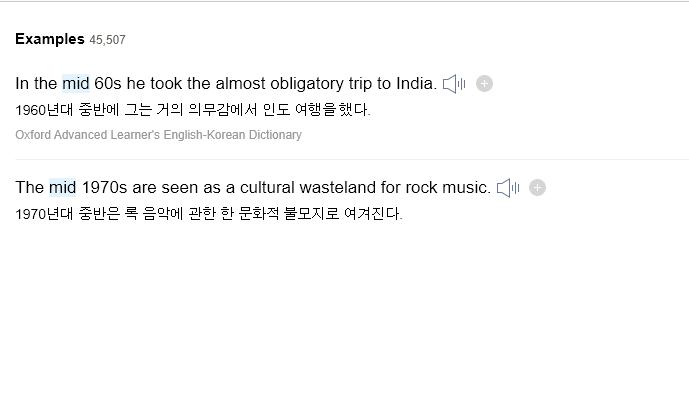 Examples 45,507
In the mid 60s he took the almost obligatory trip to India.
1960년대 중반에 그는 거의 의무감에서 인도 여행을 했다.
Oxford Advanced Learner's English-Korean Dictionary
The mid 1970s are seen as a cultural wasteland for rock music.
1970년대 중반은 록 음악에 관한 한 문화적 불모지로 여겨진다.